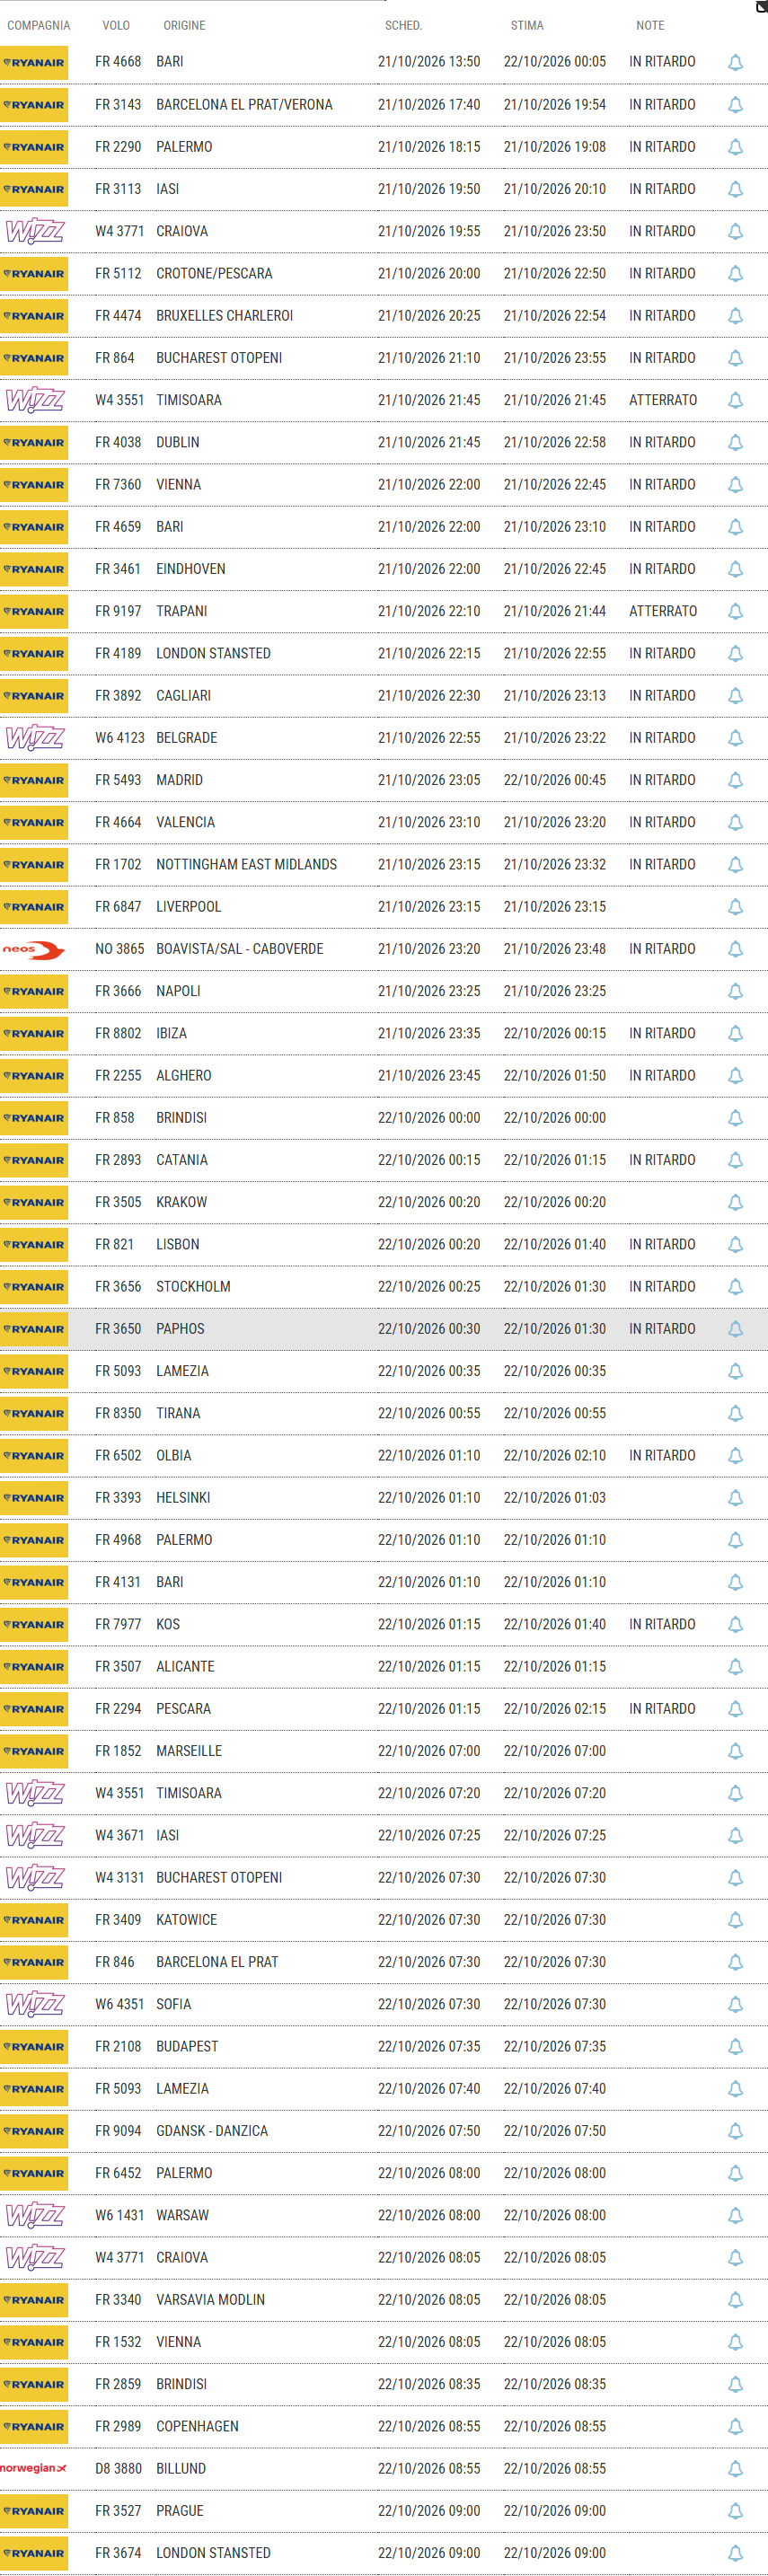 COMPAGNIA VOLO ORIGINE SCHED. STIMA NOTE
RYANAIR FR 4668 BARI 21/10/2026 13:50 22/10/2026 00:05 IN RITARDO
RYANAIR FR 3143 BARCELONA EL PRAT/VERONA 21/10/2026 17:40 21/10/2026 19:54 IN RITARDO
RYANAIR FR 2290 PALERMO 21/10/2026 18:15 21/10/2026 19:08 IN RITARDO
RYANAIR FR 3113 IASI 21/10/2026 19:50 21/10/2026 20:10 IN RITARDO
WIZZ W4 3771 CRAIOVA 21/10/2026 19:55 21/10/2026 23:50 IN RITARDO
RYANAIR FR 5112 CROTONE/PESCARA 21/10/2026 20:00 21/10/2026 22:50 IN RITARDO
RYANAIR FR 4474 BRUXELLES CHARLEROI 21/10/2026 20:25 21/10/2026 22:54 IN RITARDO
RYANAIR FR 864 BUCHAREST OTOPENI 21/10/2026 21:10 21/10/2026 23:55 IN RITARDO
WIZZ W4 3551 TIMISOARA 21/10/2026 21:45 21/10/2026 21:45 ATTERRATO
RYANAIR FR 4038 DUBLIN 21/10/2026 21:45 21/10/2026 22:58 IN RITARDO
RYANAIR FR 7360 VIENNA 21/10/2026 22:00 21/10/2026 22:45 IN RITARDO
RYANAIR FR 4659 BARI 21/10/2026 22:00 21/10/2026 23:10 IN RITARDO
RYANAIR FR 3461 EINDHOVEN 21/10/2026 22:00 21/10/2026 22:45 IN RITARDO
RYANAIR FR 9197 TRAPANI 21/10/2026 22:10 21/10/2026 21:44 ATTERRATO
RYANAIR FR 4189 LONDON STANSTED 21/10/2026 22:15 21/10/2026 22:55 IN RITARDO
RYANAIR FR 3892 CAGLIARI 21/10/2026 22:30 21/10/2026 23:13 IN RITARDO
WIZZ W6 4123 BELGRADE 21/10/2026 22:55 21/10/2026 23:22 IN RITARDO
RYANAIR FR 5493 MADRID 21/10/2026 23:05 22/10/2026 00:45 IN RITARDO
RYANAIR FR 4664 VALENCIA 21/10/2026 23:10 21/10/2026 23:20 IN RITARDO
RYANAIR FR 1702 NOTTINGHAM EAST MIDLANDS 21/10/2026 23:15 21/10/2026 23:32 IN RITARDO
RYANAIR FR 6847 LIVERPOOL 21/10/2026 23:15 21/10/2026 23:15
neos NO 3865 BOAVISTA/SAL - CABOVERDE 21/10/2026 23:20 21/10/2026 23:48 IN RITARDO
RYANAIR FR 3666 NAPOLI 21/10/2026 23:25 21/10/2026 23:25
RYANAIR FR 8802 IBIZA 21/10/2026 23:35 22/10/2026 00:15 IN RITARDO
RYANAIR FR 2255 ALGHERO 21/10/2026 23:45 22/10/2026 01:50 IN RITARDO
RYANAIR FR 858 BRINDISI 22/10/2026 00:00 22/10/2026 00:00
RYANAIR FR 2893 CATANIA 22/10/2026 00:15 22/10/2026 01:15 IN RITARDO
RYANAIR FR 3505 KRAKOW 22/10/2026 00:20 22/10/2026 00:20
RYANAIR FR 821 LISBON 22/10/2026 00:20 22/10/2026 01:40 IN RITARDO
RYANAIR FR 3656 STOCKHOLM 22/10/2026 00:25 22/10/2026 01:30 IN RITARDO
RYANAIR FR 3650 PAPHOS 22/10/2026 00:30 22/10/2026 01:30 IN RITARDO
RYANAIR FR 5093 LAMEZIA 22/10/2026 00:35 22/10/2026 00:35
RYANAIR FR 8350 TIRANA 22/10/2026 00:55 22/10/2026 00:55
RYANAIR FR 6502 OLBIA 22/10/2026 01:10 22/10/2026 02:10 IN RITARDO
RYANAIR FR 3393 HELSINKI 22/10/2026 01:10 22/10/2026 01:03
RYANAIR FR 4968 PALERMO 22/10/2026 01:10 22/10/2026 01:10
RYANAIR FR 4131 BARI 22/10/2026 01:10 22/10/2026 01:10
RYANAIR FR 7977 KOS 22/10/2026 01:15 22/10/2026 01:40 IN RITARDO
RYANAIR FR 3507 ALICANTE 22/10/2026 01:15 22/10/2026 01:15
RYANAIR FR 2294 PESCARA 22/10/2026 01:15 22/10/2026 02:15 IN RITARDO
RYANAIR FR 1852 MARSEILLE 22/10/2026 07:00 22/10/2026 07:00
WIZZ W4 3551 TIMISOARA 22/10/2026 07:20 22/10/2026 07:20
WIZZ W4 3671 IASI 22/10/2026 07:25 22/10/2026 07:25
WIZZ W4 3131 BUCHAREST OTOPENI 22/10/2026 07:30 22/10/2026 07:30
RYANAIR FR 3409 KATOWICE 22/10/2026 07:30 22/10/2026 07:30
RYANAIR FR 846 BARCELONA EL PRAT 22/10/2026 07:30 22/10/2026 07:30
WIZZ W6 4351 SOFIA 22/10/2026 07:30 22/10/2026 07:30
RYANAIR FR 2108 BUDAPEST 22/10/2026 07:35 22/10/2026 07:35
RYANAIR FR 5093 LAMEZIA 22/10/2026 07:40 22/10/2026 07:40
RYANAIR FR 9094 GDANSK - DANZICA 22/10/2026 07:50 22/10/2026 07:50
RYANAIR FR 6452 PALERMO 22/10/2026 08:00 22/10/2026 08:00
WIZZ W6 1431 WARSAW 22/10/2026 08:00 22/10/2026 08:00
WIZZ W4 3771 CRAIOVA 22/10/2026 08:05 22/10/2026 08:05
RYANAIR FR 3340 VARSAVIA MODLIN 22/10/2026 08:05 22/10/2026 08:05
RYANAIR FR 1532 VIENNA 22/10/2026 08:05 22/10/2026 08:05
RYANAIR FR 2859 BRINDISI 22/10/2026 08:35 22/10/2026 08:35
RYANAIR FR 2989 COPENHAGEN 22/10/2026 08:55 22/10/2026 08:55
norwegian D8 3880 BILLUND 22/10/2026 08:55 22/10/2026 08:55
RYANAIR FR 3527 PRAGUE 22/10/2026 09:00 22/10/2026 09:00
RYANAIR FR 3674 LONDON STANSTED 22/10/2026 09:00 22/10/2026 09:00